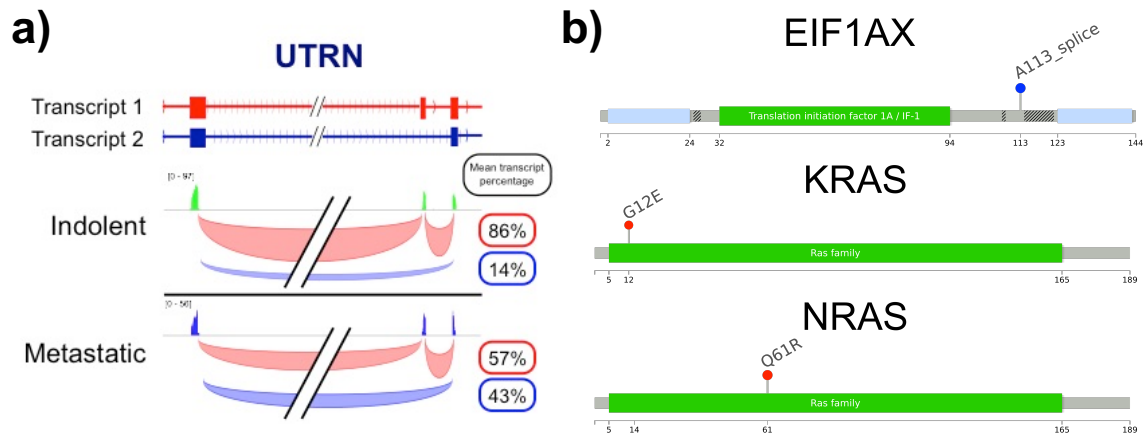 a)
UTRN
Transcript 1
Transcript 2
Mean transcript
percentage
[0 - 97]
Indolent
86%
14%
[0 - 50]
Metastatic
57%
43%
b)
EIF1AX
A113_splice
Translation initiation factor 1A / IF-1
2 24 32 94 113 123 144
KRAS
G12E
Ras family
5 12 165 189
NRAS
Q61R
Ras family
5 14 61 165 189